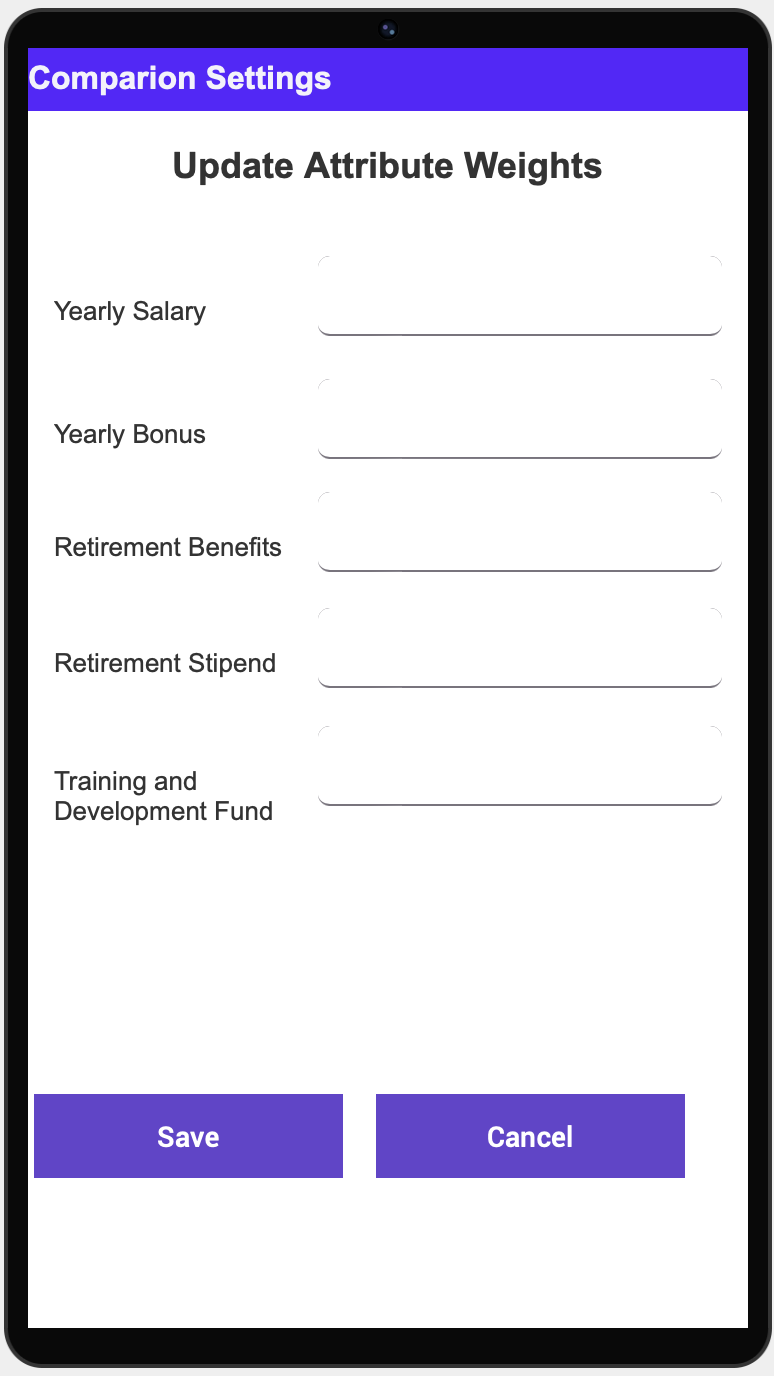 Comparion Settings
Update Attribute Weights
Yearly Salary
Yearly Bonus
Retirement Benefits
Retirement Stipend
Training and
Development Fund
Save
Cancel